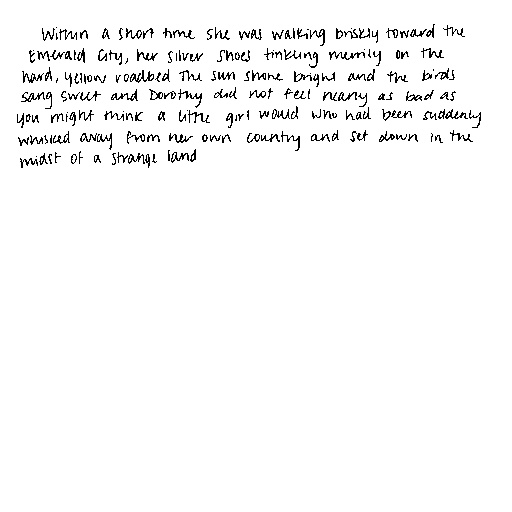 Within a short time she was walking briskly toward the
Emerald City, her silver shoes tinkling merrily on the
hard, yellow roadbed The sun shone bright and the birds
sang sweet and Dorothy did not feel nearly as bad as
you might think a little girl would who had been suddenly
whisked away from her own country and set down in the
midst of a strange land